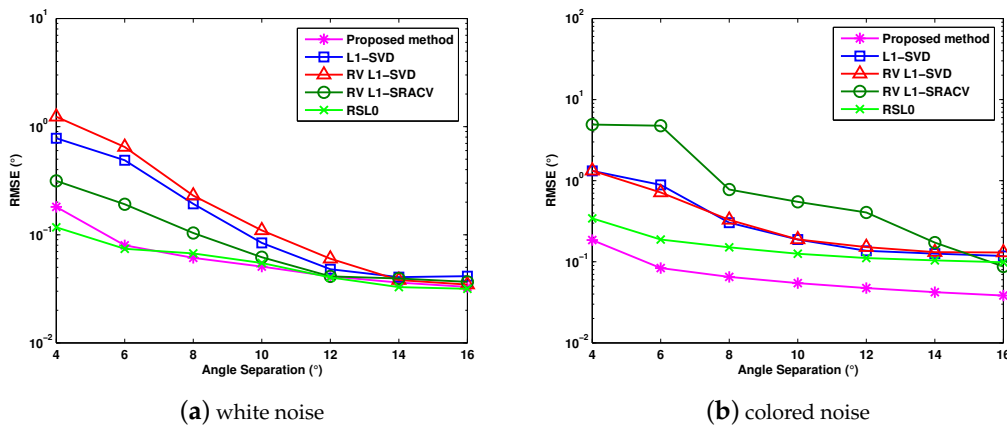 10^1
10^0
10^-1
10^-2
RMSE (°)
4 6 8 10 12 14 16
Angle Separation (°)
Proposed method
L1-SVD
RV L1-SVD
RV L1-SRACV
RSL0
(a) white noise
10^2
10^1
10^0
10^-1
10^-2
RMSE (°)
4 6 8 10 12 14 16
Angle Separation (°)
Proposed method
L1-SVD
RV L1-SVD
RV L1-SRACV
RSL0
(b) colored noise